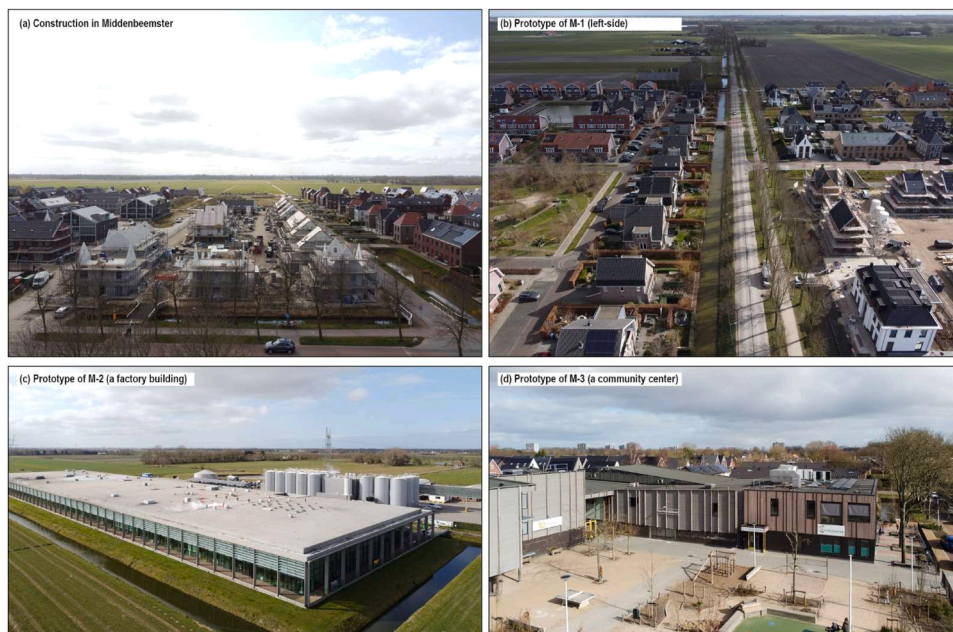 (a) Construction in Middenbeemster
(b) Prototype of M-1 (left-side)
(c) Prototype of M-2 (a factory building)
(d) Prototype of M-3 (a community center)